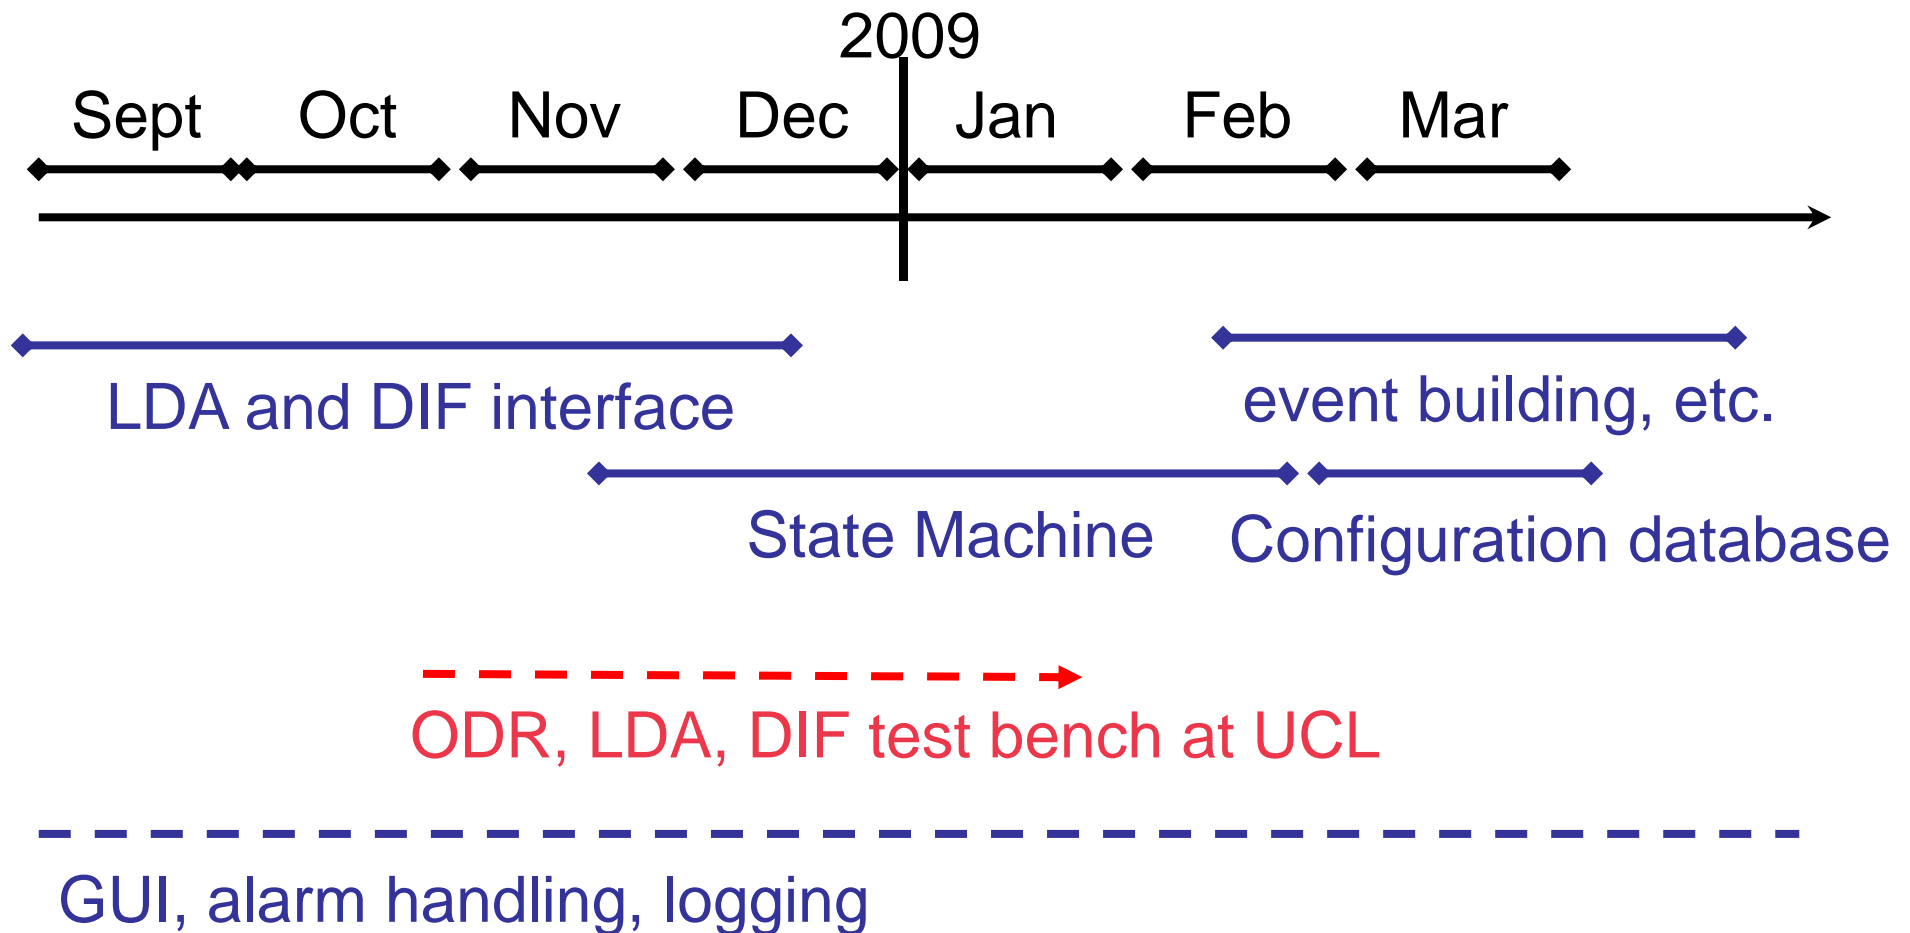 2009
Sept Oct Nov Dec Jan Feb Mar
LDA and DIF interface
event building, etc.
State Machine
Configuration database
ODR, LDA, DIF test bench at UCL
GUI, alarm handling, logging